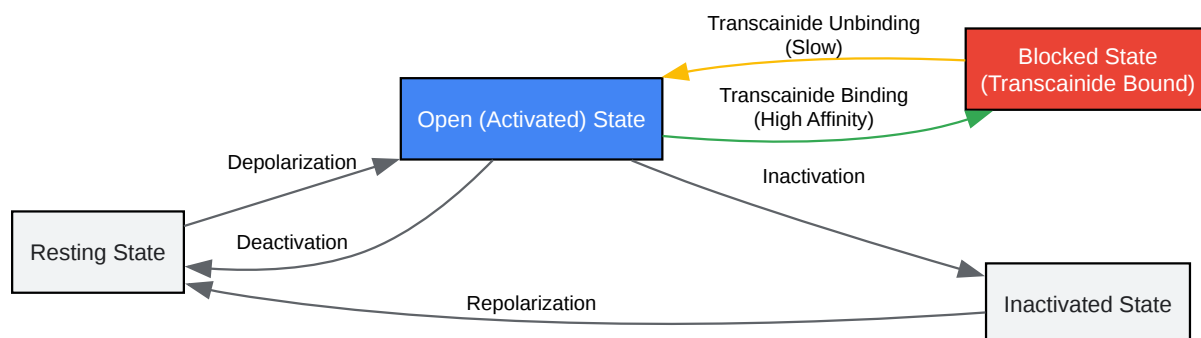 Transcainide Unbinding
(Slow)
Blocked State
(Transcainide Bound)
Open (Activated) State
Transcainide Binding
(High Affinity)
Depolarization
Inactivation
Resting State
Deactivation
Repolarization
Inactivated State